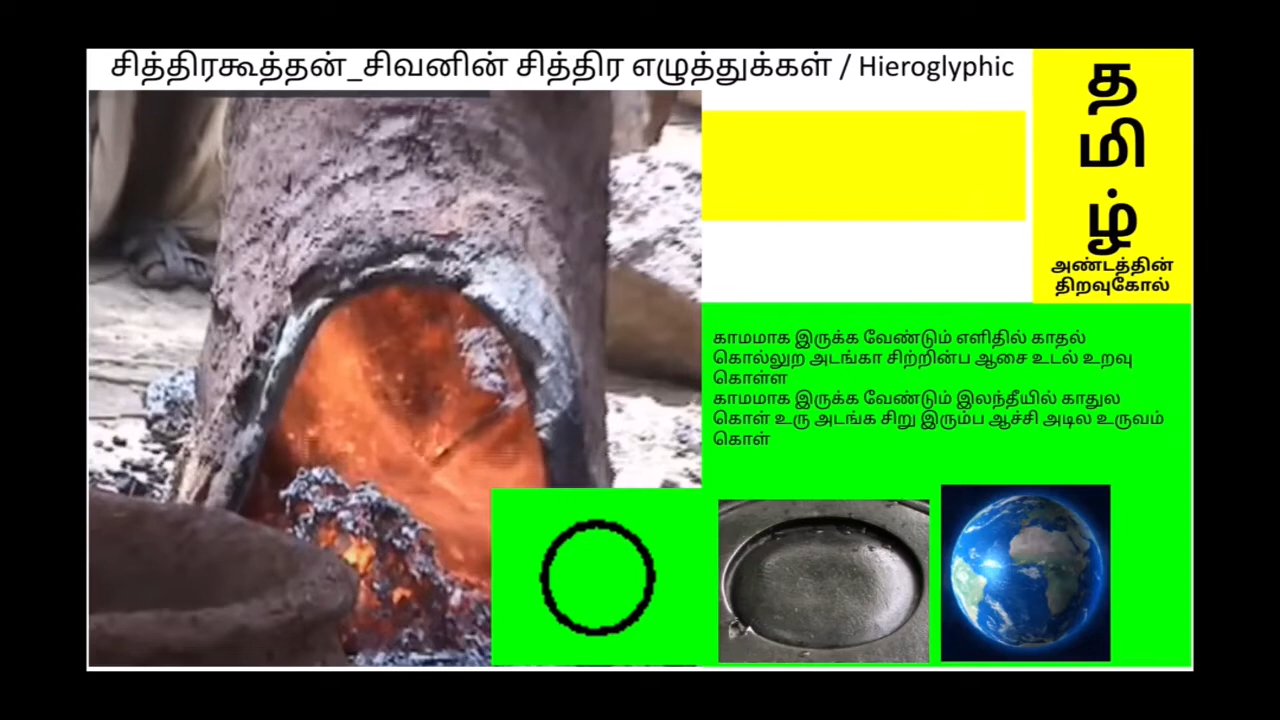 சித்திரகூத்தன்_சிவனின் சித்திர எழுத்துக்கள் / Hieroglyphic
த
மி
ழ்
அண்டத்தின்
திறவுகோல்
காமமாக இருக்க வேண்டும் எளிதில் காதல்
கொல்லுற அடங்கா சிற்றின்ப ஆசை உடல் உறவு
கொள்ள
காமமாக இருக்க வேண்டும் இலந்தீயில் காதுல
கொள் உரு அடங்க சிறு இரும்ப ஆச்சி அடில உருவம்
கொள்